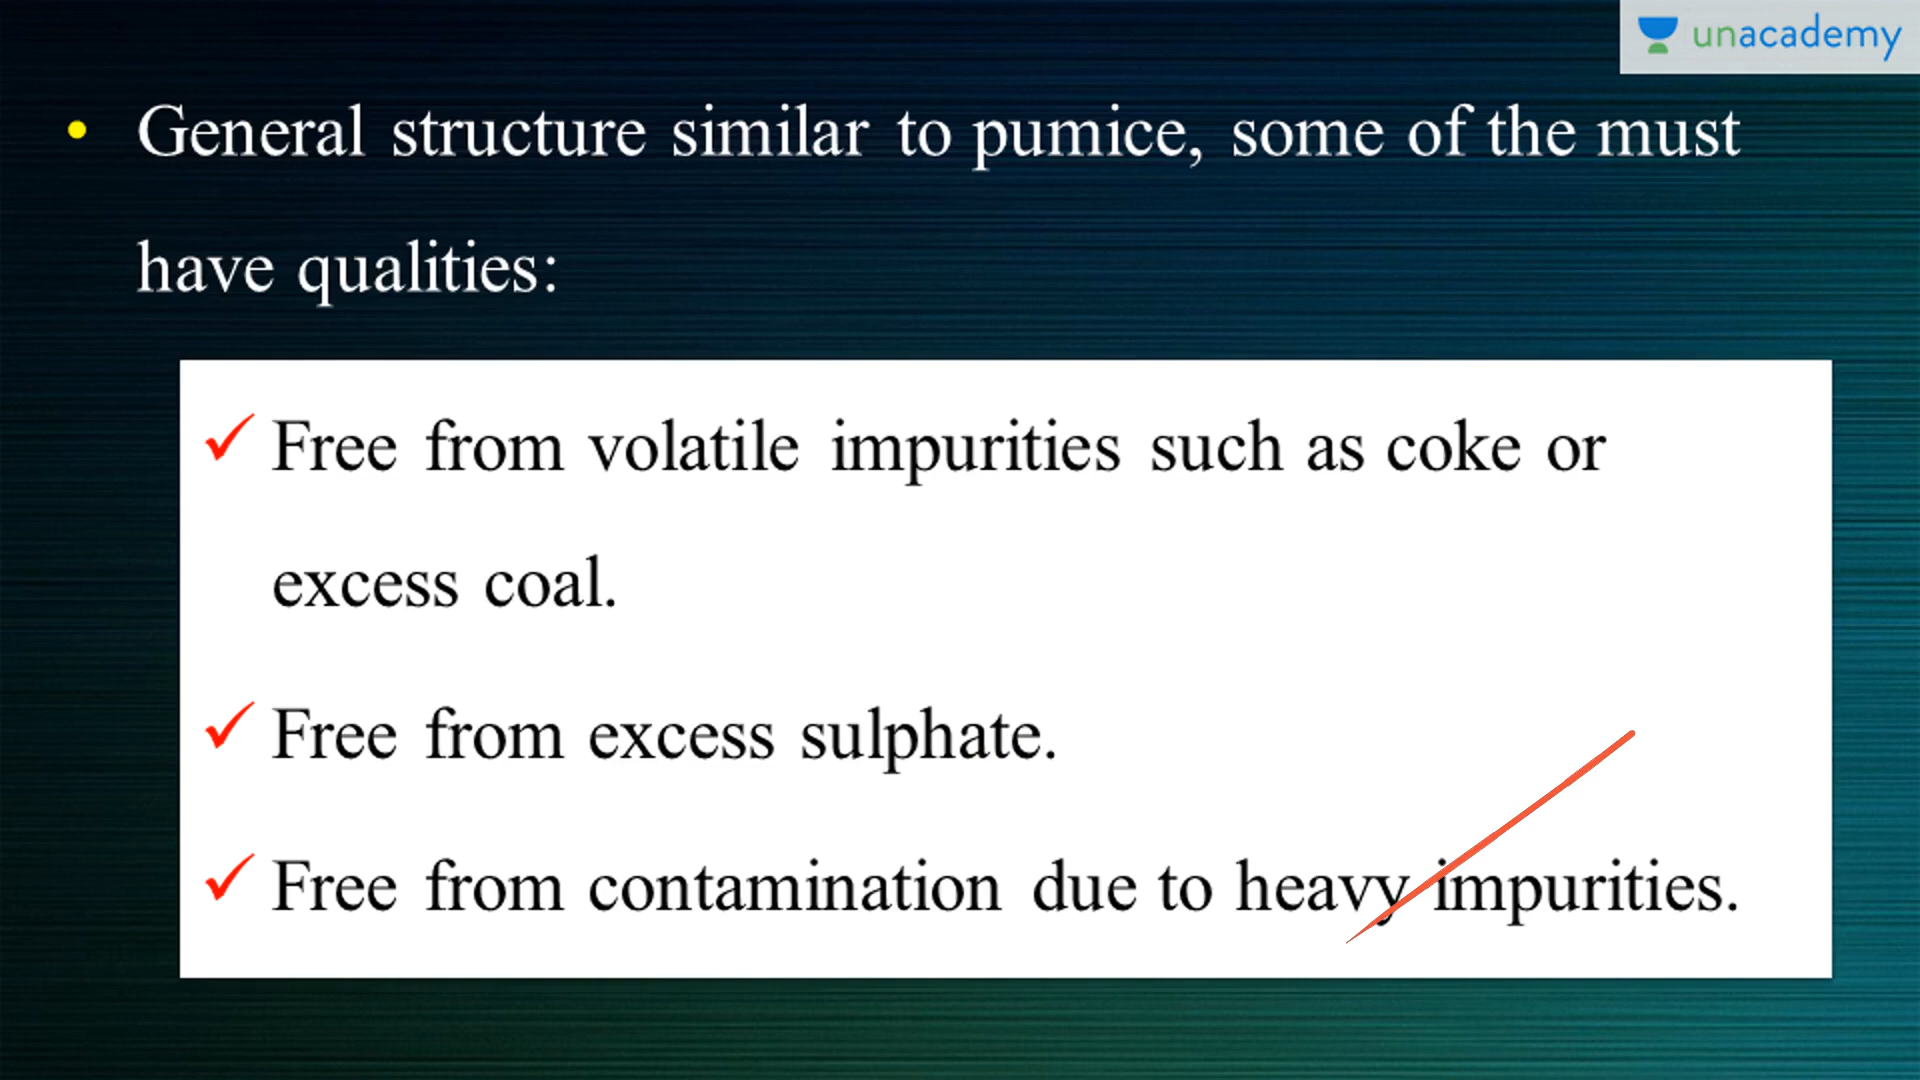 unacademy
• General structure similar to pumice, some of the must
have qualities:
✓ Free from volatile impurities such as coke or
excess coal.
✓ Free from excess sulphate.
✓ Free from contamination due to heavy impurities.